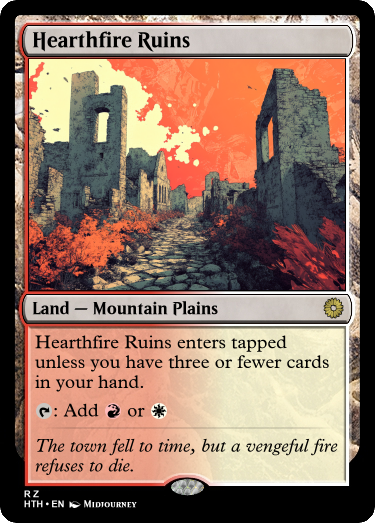 Hearthfire Ruins
Land — Mountain Plains
Hearthfire Ruins enters tapped
unless you have three or fewer cards
in your hand.
: Add or
The town fell to time, but a vengeful fire
refuses to die.
R Z
HTH • EN Midjourney